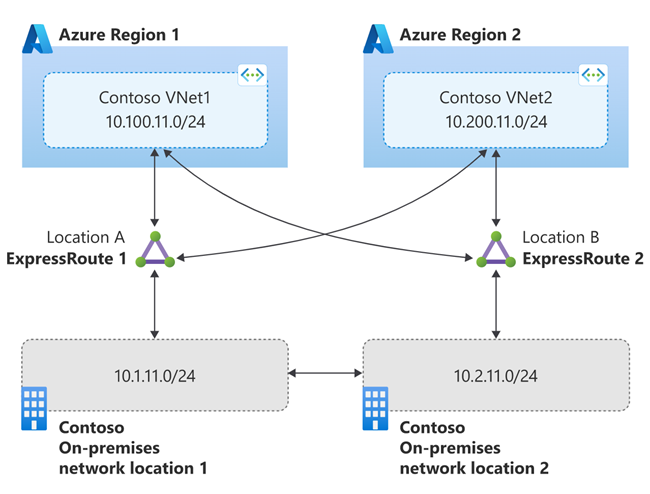 Azure Region 1
Azure Region 2
Contoso VNet1
10.100.11.0/24
Contoso VNet2
10.200.11.0/24
Location A
ExpressRoute 1
Location B
ExpressRoute 2
10.1.11.0/24
10.2.11.0/24
Contoso
On-premises
network location 1
Contoso
On-premises
network location 2